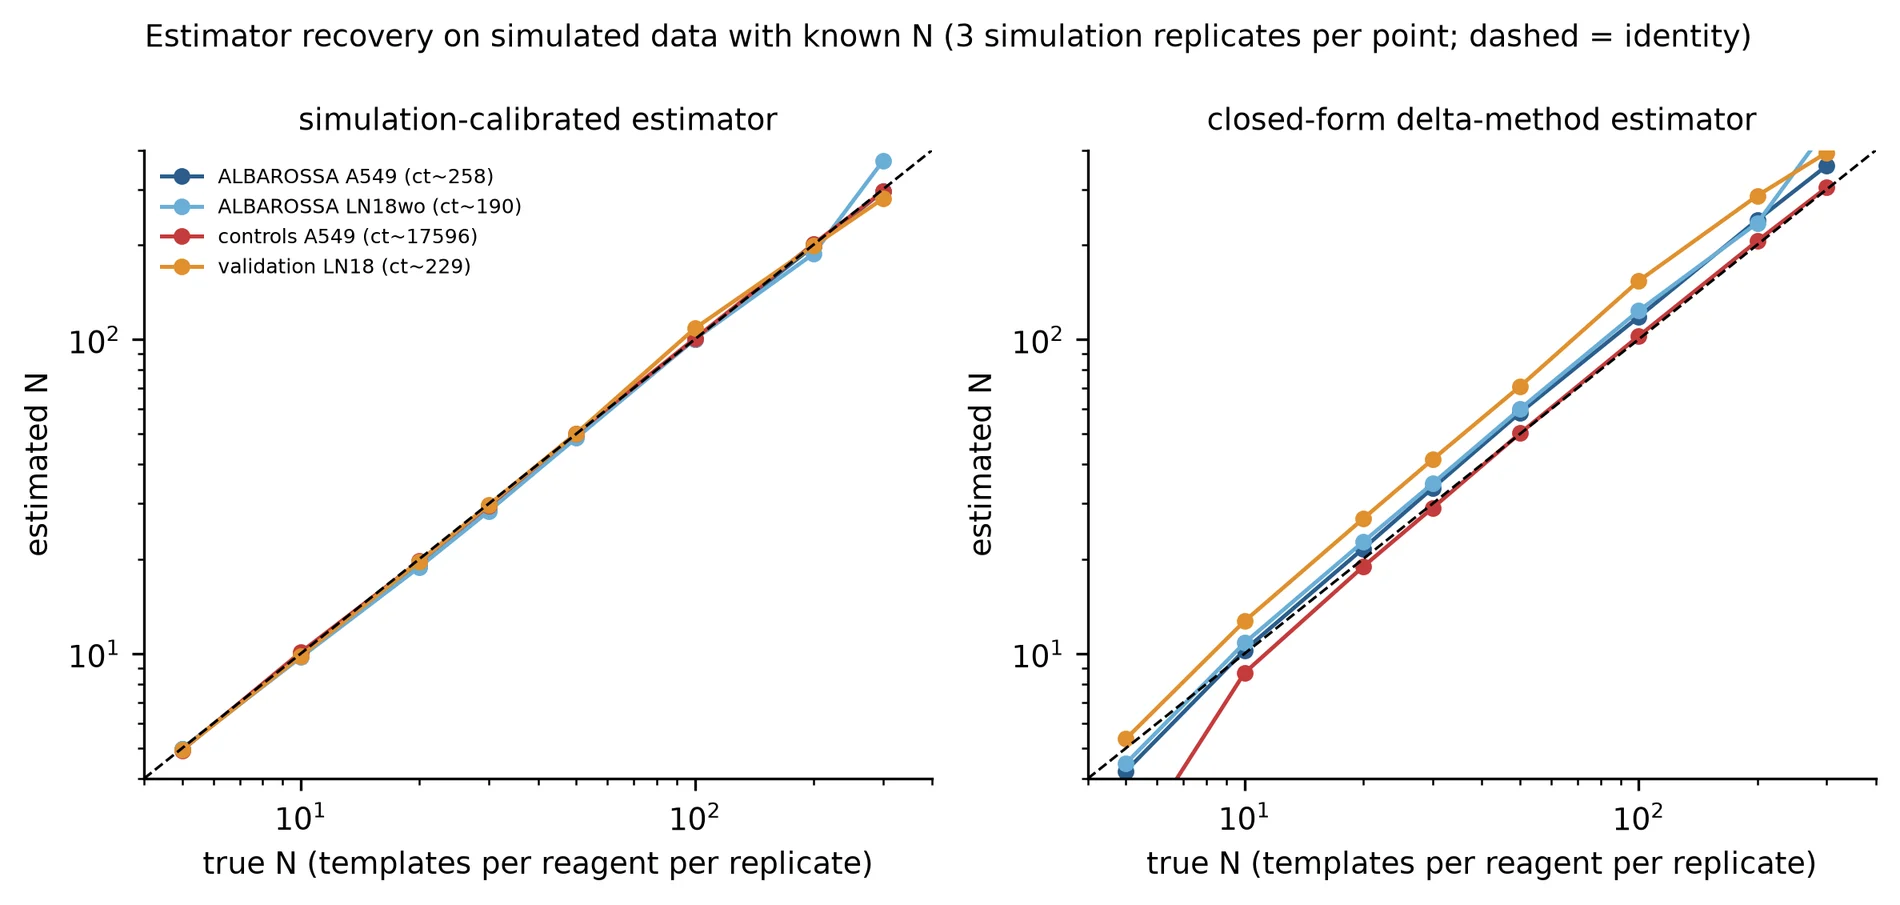 Estimator recovery on simulated data with known N (3 simulation replicates per point; dashed = identity)
simulation-calibrated estimator
ALBAROSSA A549 (ct~258)
ALBAROSSA LN18wo (ct~190)
controls A549 (ct~17596)
validation LN18 (ct~229)
estimated N
10²
10¹
10¹
10²
true N (templates per reagent per replicate)
closed-form delta-method estimator
estimated N
10²
10¹
10¹
10²
true N (templates per reagent per replicate)